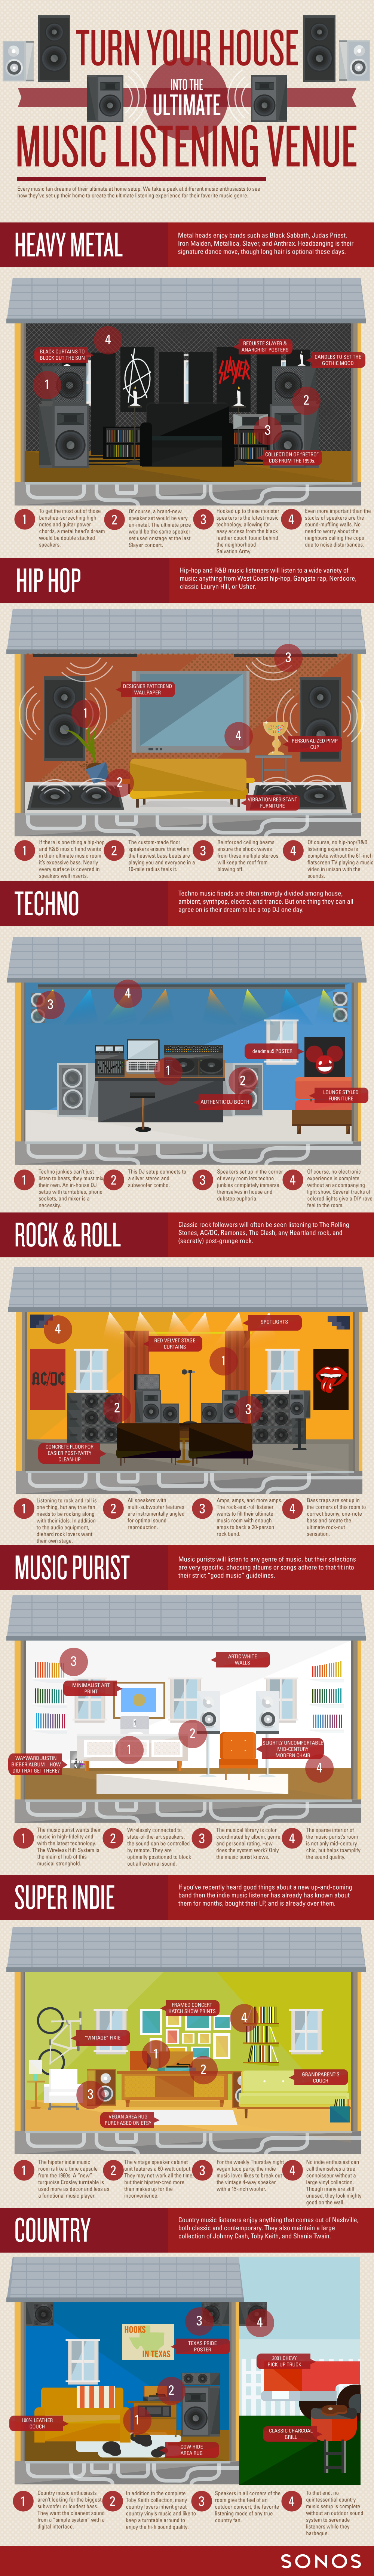 TURN YOUR HOUSE
INTO THE
ULTIMATE
MUSIC LISTENING VENUE
Every music fan dreams of their ultimate at home setup. We take a peak at different music enthusiasts to see
how they've set up their home to create the ultimate listening experience for their music genre.
HEAVY METAL
Metal heads enjoy bands such as Black Sabbath, Judas Priest,
Iron Maiden, Metallica, Slayer, and Anthrax. Headbanging is their
signature dance move, though long hair is optional these days.
4
BLACK CURTAINS TO
BLOCK OUT THE SUN
REQUISTE SLAYER &
ANARCHIST POSTERS
CANDLES TO SET THE
GOTHIC MOOD
SLAYER
1
2
3
COLLECTION OF "RETRO"
CDS FROM THE 1990s
1
To get the most out of those
banshee-screeching high
notes and guitar power
chords, a metal head's dream
would be double stacked
speakers.
2
Of course, a brand-new
speaker set would be very
un-metal. The ultimate prize
would be the same speaker
set used onstage at the last
Slayer concert.
3
Hooked up to these monster
speakers is the latest music
technology, allowing for
easy access from the black
leather couch found behind
the neighborhood
Salvation Army.
4
Even more important than the
stacks of speakers are the
sound-muffling walls. No
need to worry about the
neighbors calling the cops
due to noise disturbances.
HIP HOP
Hip-hop and R&B music listeners will listen to a wide variety of
music: anything from West Coast hip-hop, Gangsta rap, Nerdcore,
classic Lauryn Hill, or Usher.
3
DESIGNER PATTEREND
WALLPAPER
1
4
PERSONALIZED PIMP
CUP
2
VIBRATION RESISTANT
FURNITURE
1
If there is one thing a hip-hop
and R&B music fiend wants
in their ultimate music room
it's excessive bass. Nearly
every surface is covered in
speakers wall inserts.
2
The custom-made floor
speakers ensure that when
the heaviest bass beats are
playing you and everyone in a
10-mile radius feels it.
3
Reinforced ceiling beams
ensure the shock waves
from these multiple stereos
will keep the roof from
blowing off.
4
Of course, no hip-hop/R&B
listening experience is
complete without the 81-inch
flatscreen TV playing a music
video in unison with the
sounds.
TECHNO
Techno music fiends are often strongly divided among house,
ambient, synthpop, electro, and trance. But one thing they can all
agree on is their dream to be a top DJ one day.
4
3
deadmau5 POSTER
1
2
LOUNGE STYLED
FURNITURE
AUTHENTIC DJ BOOTH
1
Techno junkies can't just
listen to beats, they must mix
their own. An in-house DJ
setup with turntables, phono
sockets, and mixer is a
necessity.
2
This DJ setup connects to
a silver stereo and
subwoofer combo.
3
Speakers set up in the corner
of every room lets techno
junkies completely immerse
themselves in house and
dubstep euphoria.
4
Of course, no electronic
experience is complete
without an accompanying
light show. Several tracks of
colored lights give a DIY rave
feel to the room.
ROCK & ROLL
Classic rock followers will often be seen listening to The Rolling
Stones, AC/DC, Ramones, The Clash, any Heartland rock, and
(secretly) post-grunge rock.
4
SPOTLIGHTS
RED VELVET STAGE
CURTAINS
1
AC/DC
2
3
CONCRETE FLOOR FOR
EASIER POST-PARTY
CLEAN-UP
1
Listening to rock and roll is
one thing, but any true fan
needs to be rocking along
with their idols. In addition
to the audio equipment,
diehard rock lovers want
their own stage.
2
All speakers with
multi-subwoofer features
are instrumentally angled
for optimal sound
reproduction.
3
Amps, amps, and more amps.
The rock-and-roll listener
wants to fill their ultimate
music room with enough
amps to back a 20-person
rock band.
4
Bass traps are set up in
the corners of this room to
correct boomy, one-note
bass and create the
ultimate rock-out
sensation.
MUSIC PURIST
Music purists will listen to any genre of music, but their selections
are very specific, choosing albums or songs adhere to that fit into
their strict "good music" guidelines.
3
ARTIC WHITE
WALLS
MINIMALIST ART
PRINT
2
1
SLIGHTLY UNCOMFORTABLE
MID-CENTURY
MODERN CHAIR
WAYWARD JUSTIN
BIEBER ALBUM - HOW
DID THAT GET THERE?
4
1
The music purist wants their
music in high fidelity and
with the latest technology.
The Wireless HiFi System is
the main of hub of this
musical stronghold.
2
Wirelessly connected to
state-of-the-art speakers,
the sound can be controlled
by remote. They are
optimally positioned to block
out all external sound.
3
The musical library is color
coordinated by album, genre,
and personal rating. How
does the system work? Only
the music purist knows.
4
The sparse interior of
the music purist's room
is not only mid-century
chic, but helps to amplify
the sound quality.
SUPER INDIE
If you've recently heard good things about a new up-and-coming
band then the indie music listener has already has known about
them for months, bought their LP, and is already over them.
FRAMED CONCERT
HATCH SHOW PRINTS
4
"VINTAGE" FIXIE
1
2
GRANDPARENT'S
COUCH
3
VEGAN AREA RUG
PURCHASED ON ETSY
1
The hipster indie music
room is like a time capsule
from the 1960s. A "new"
turquoise Crosley turntable is
used more as decor and less as
a functional music player.
2
The vintage speaker cabinet
unit features a 60-watt output.
They may not work all the time,
but their hipster-cred more
than makes up for the
inconvenience.
3
For the weekly Thursday night
vegan taco party, the indie
music lover likes to break out
the vintage 4-way speaker
with a 15-inch woofer.
4
No indie enthusiast can
call themselves a true
connoisseur without a
large vinyl collection.
Though many are still
unused, they look mighty
good on the wall.
COUNTRY
Country music listeners enjoy anything that comes out of Nashville,
both classic and contemporary. They also maintain a large
collection of Johnny Cash, Toby Keith, and Shania Twain.
3
4
HOOKS
IN TEXAS
TEXAS PRIDE
POSTER
2001 CHEVY
PICK-UP TRUCK
2
100% LEATHER
COUCH
1
CLASSIC CHARCOAL
GRILL
COW HIDE
AREA RUG
1
Country music enthusiasts
aren't looking for the biggest
subwoofer or loudest bass.
They want the cleanest sound
from a "simple system" with a
digital interface.
2
In addition to the complete
Toby Keith collection, many
country lovers inherit great
country vinyls music and like to
keep a turntable around to
enjoy the hi-fi sound quality.
3
Speakers in all corners of the
room give the feel of an
outdoor concert, the favorite
listening mode of any true
country fan.
4
To that end, no
quintessential country
music setup is complete
without an outdoor sound
system to serenade
listeners while they
barbeque.
SONOS